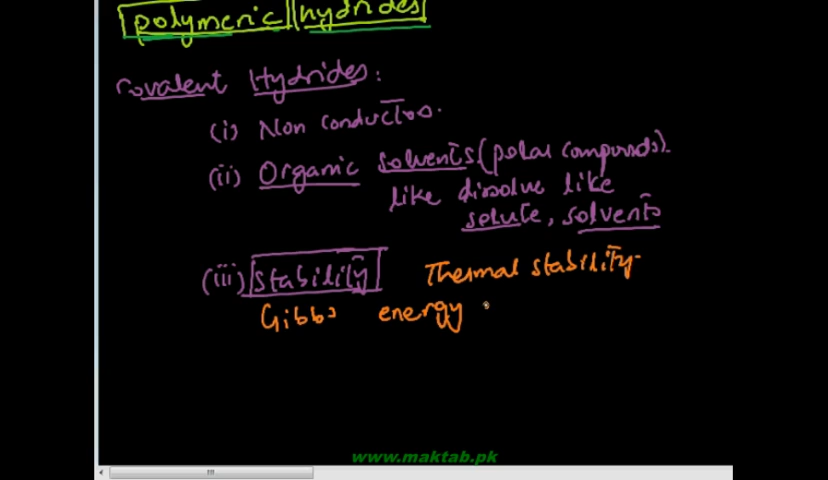 polymeric hydrides
Covalent Hydrides:
(i) Non conductors.
(ii) Organic solvents (polar compounds).
like dissolve like
solute, solvents
(iii) stability Thermal stability.
Gibbs energy
www.maktab.pk